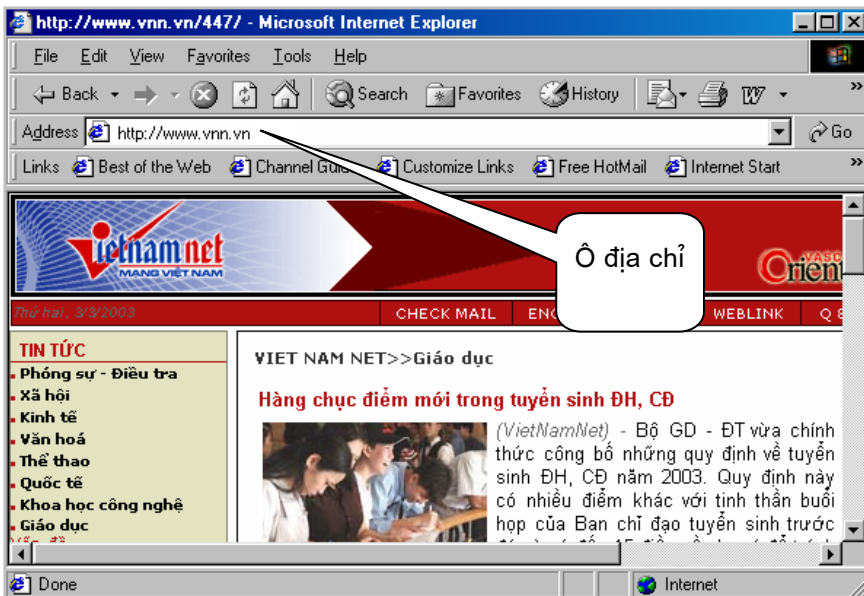 http://www.vnn.vn/447/ - Microsoft Internet Explorer
File Edit View Favorites Tools Help
Back Search Favorites History
Address http://www.vnn.vn Go
Links Best of the Web Channel Customize Links Free HotMail Internet Start
Ô địa chỉ
vietnamnet
MẠNG VIỆT NAM
VASC
Orient
Thứ hai, 3/3/2003 CHECK MAIL WEBLINK Q
TIN TỨC
Phóng sự - Điều tra
Xã hội
Kinh tế
Văn hoá
Thể thao
Quốc tế
Khoa học công nghệ
Giáo dục
VIET NAM NET>>Giáo dục
Hàng chục điểm mới trong tuyển sinh ĐH, CĐ
(VietNamNet) - Bộ GD - ĐT vừa chính
thức công bố những quy định về tuyển
sinh ĐH, CĐ năm 2003. Quy định này
có nhiều điểm khác với tinh thần buổi
họp của Ban chỉ đạo tuyển sinh trước
Done Internet